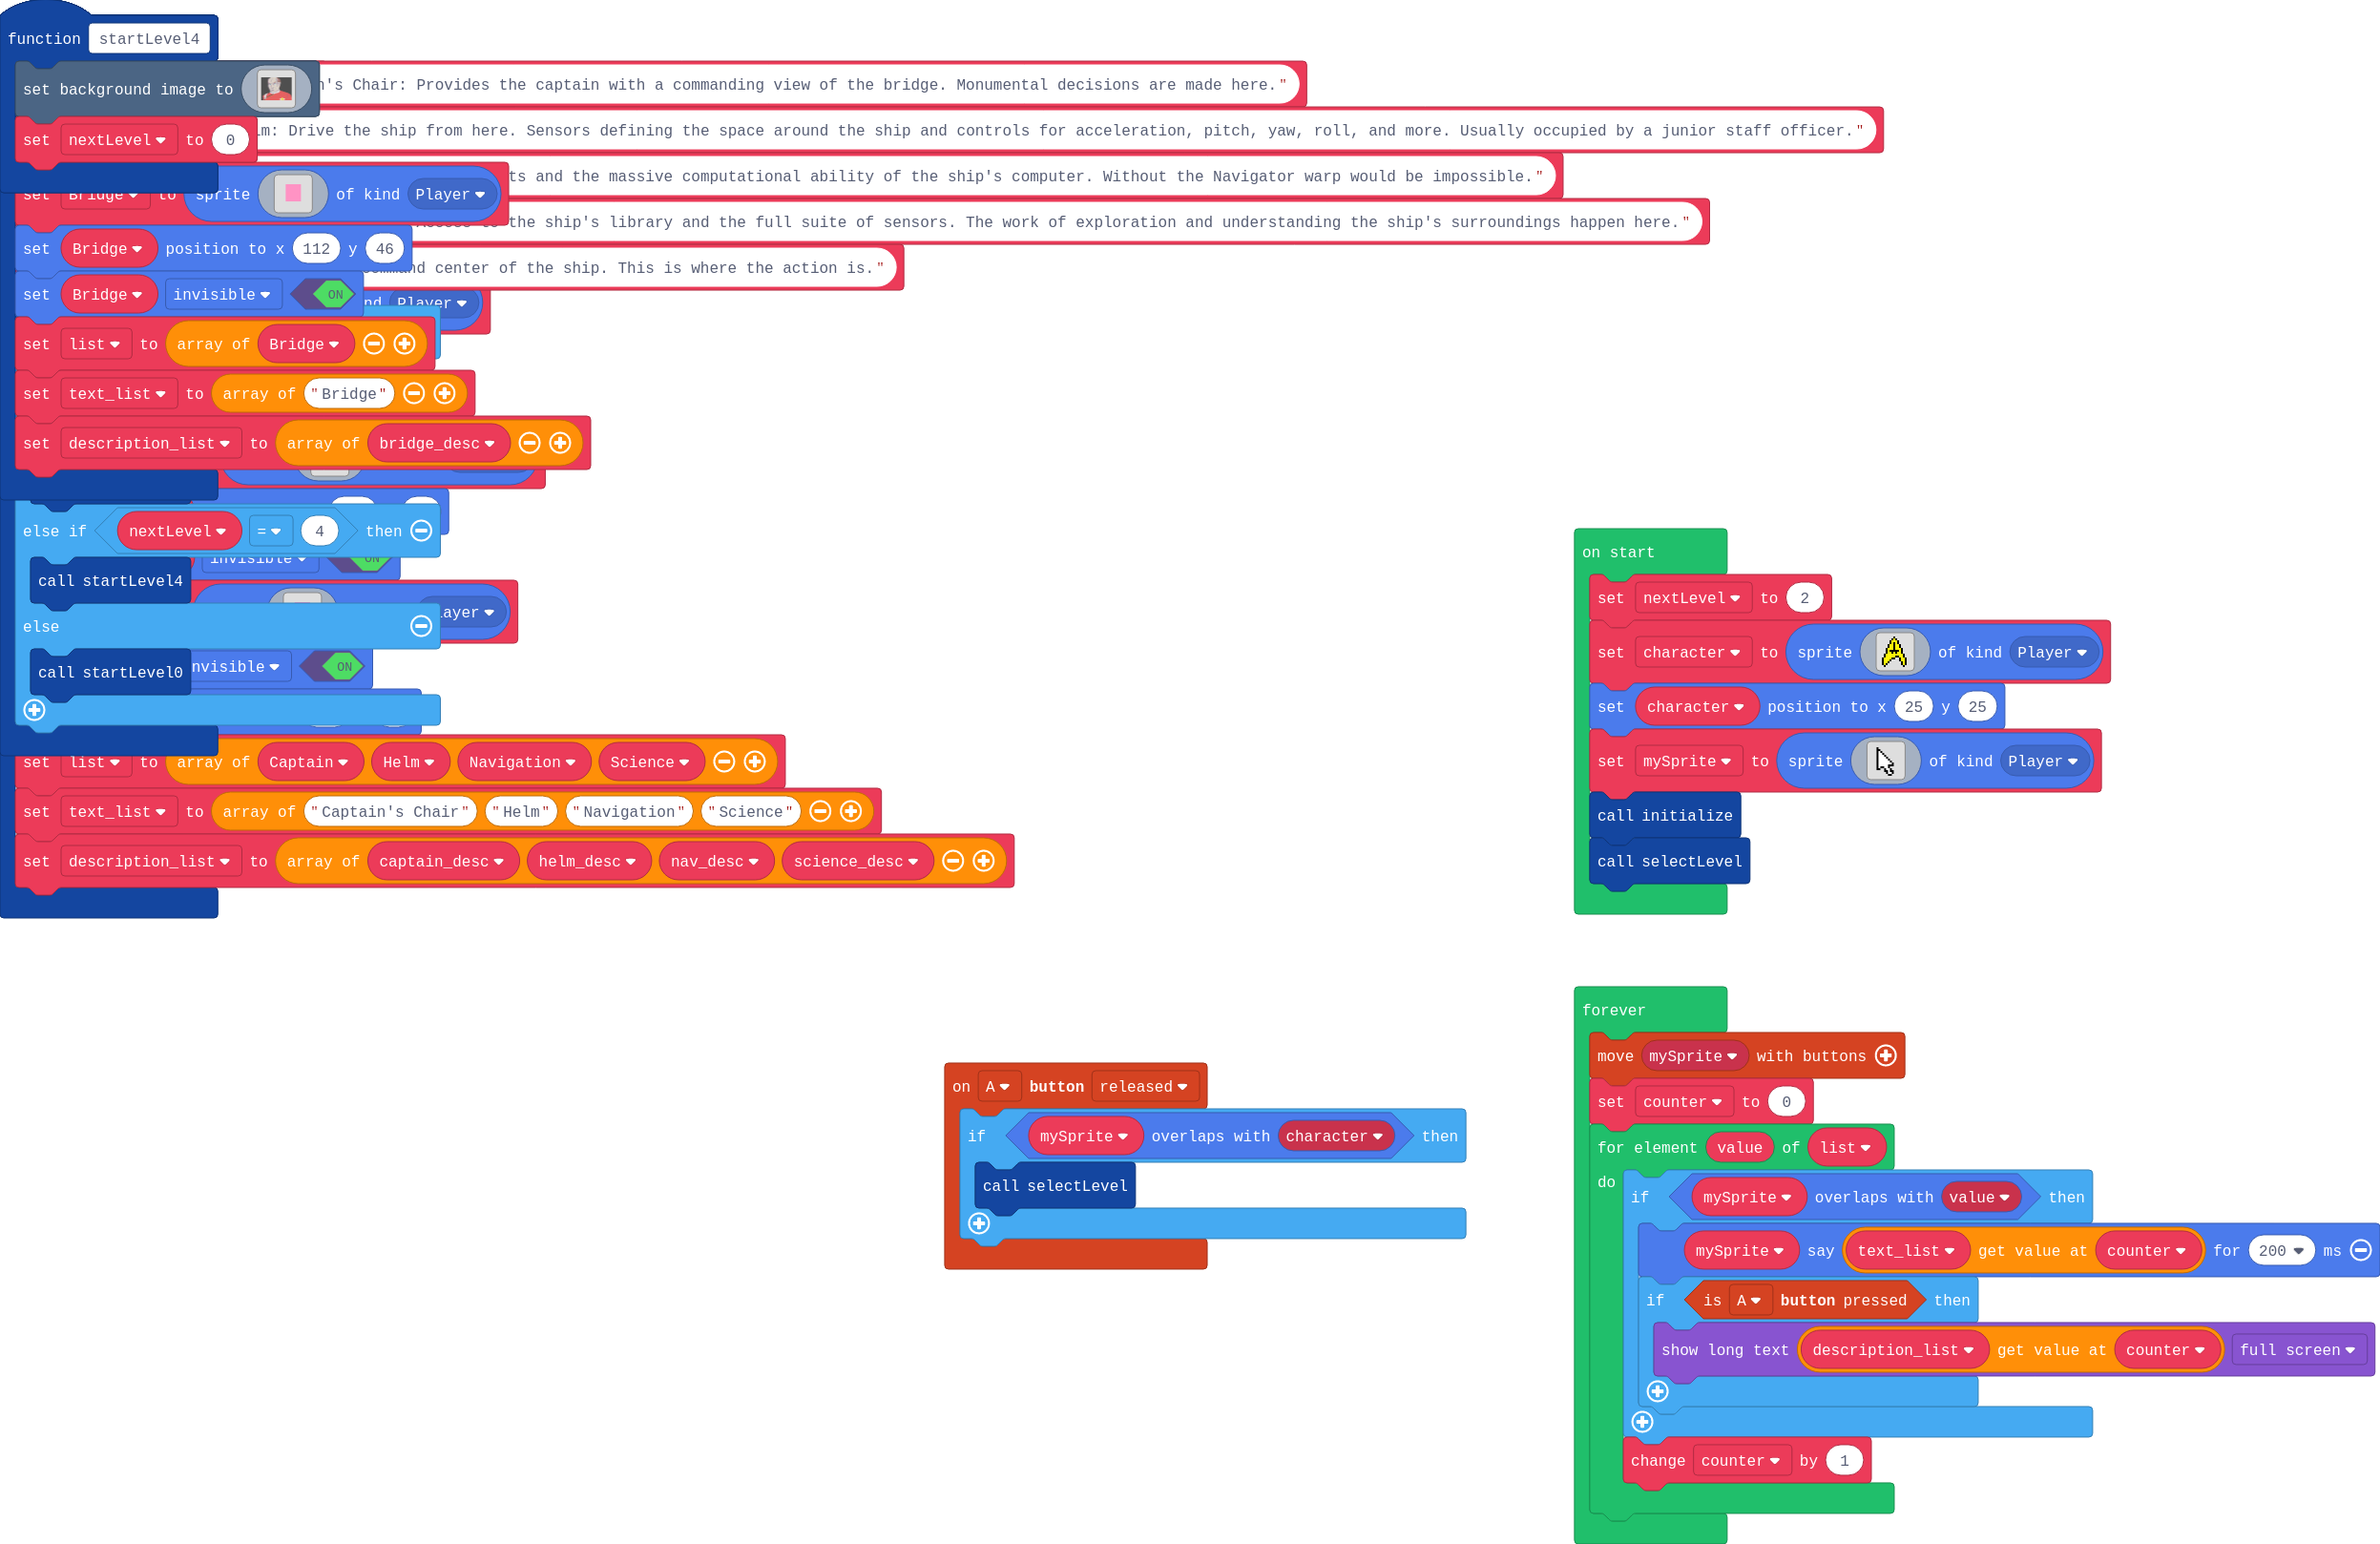 function startLevel4
set background image to
n's Chair: Provides the captain with a commanding view of the bridge. Monumental decisions are made here."
set nextLevel to 0
lm: Drive the ship from here. Sensors defining the space around the ship and controls for acceleration, pitch, yaw, roll, and more. Usually occupied by a junior staff officer."
ts and the massive computational ability of the ship's computer. Without the Navigator warp would be impossible."
set Bridge to sprite of kind Player
the ship's library and the full suite of sensors. The work of exploration and understanding the ship's surroundings happen here."
set Bridge position to x 112 y 46
center of the ship. This is where the action is."
set Bridge invisible ON
Player
set list to array of Bridge
set text_list to array of "Bridge"
set description_list to array of bridge_desc
else if nextLevel = 4 then
invisible ON
call startLevel4
else
call startLevel0
ON
set list to array of Captain Helm Navigation Science
set text_list to array of "Captain's Chair" "Helm" "Navigation" "Science"
set description_list to array of captain_desc helm_desc nav_desc science_desc
on start
set nextLevel to 2
set character to sprite of kind Player
set character position to x 25 y 25
set mySprite to sprite of kind Player
call initialize
call selectLevel
on A button released
if mySprite overlaps with character then
call selectLevel
forever
move mySprite with buttons
set counter to 0
for element value of list
do if mySprite overlaps with value then
mySprite say text_list get value at counter for 200 ms
if is A button pressed then
show long text description_list get value at counter full screen
change counter by 1